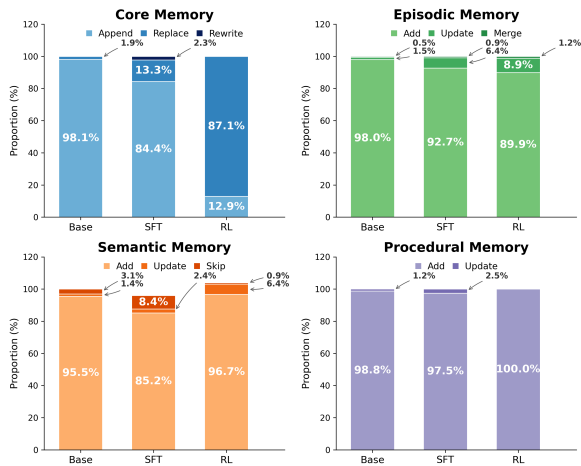 Core Memory
Append Replace Rewrite
1.9% 2.3%
13.3%
98.1% 84.4% 87.1%
12.9%
Proportion (%)
0 20 40 60 80 100 120
Base SFT RL
Episodic Memory
Add Update Merge
0.5% 0.9% 1.2%
1.5% 6.4%
8.9%
98.0% 92.7% 89.9%
Proportion (%)
0 20 40 60 80 100 120
Base SFT RL
Semantic Memory
Add Update Skip
3.1% 2.4% 0.9%
1.4% 6.4%
8.4%
95.5% 85.2% 96.7%
Proportion (%)
0 20 40 60 80 100 120
Base SFT RL
Procedural Memory
Add Update
1.2% 2.5%
98.8% 97.5% 100.0%
Proportion (%)
0 20 40 60 80 100 120
Base SFT RL